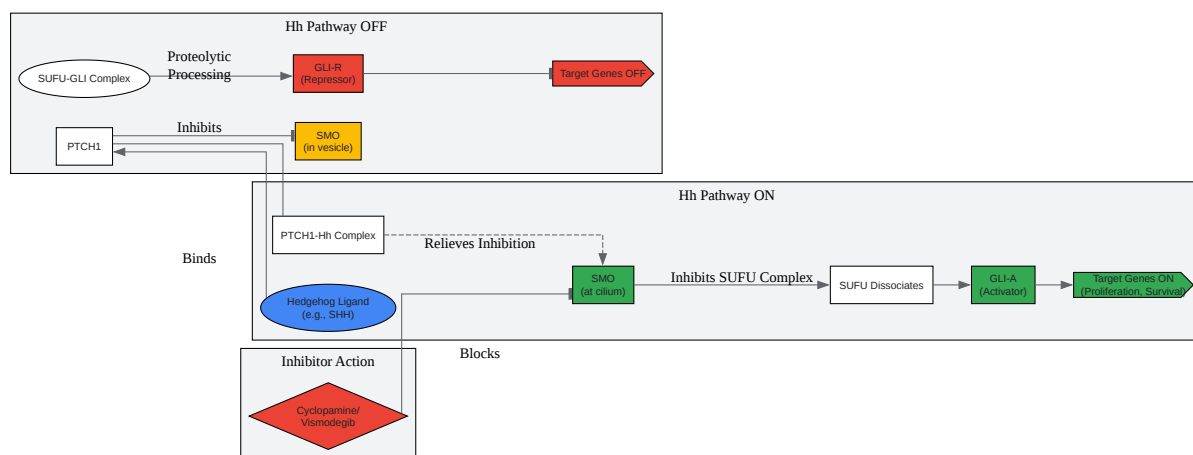 Hh Pathway OFF
Proteolytic
Processing
SUFU-GLI Complex
GLI-R
(Repressor)
Target Genes OFF
Inhibits
PTCH1
SMO
(in vesicle)
Hh Pathway ON
PTCH1-Hh Complex
Relieves Inhibition
Binds
SMO
(at cilium)
Inhibits SUFU Complex
SUFU Dissociates
GLI-A
(Activator)
Target Genes ON
(Proliferation, Survival)
Hedgehog Ligand
(e.g., SHH)
Blocks
Inhibitor Action
Cyclopamine/
Vismodegib